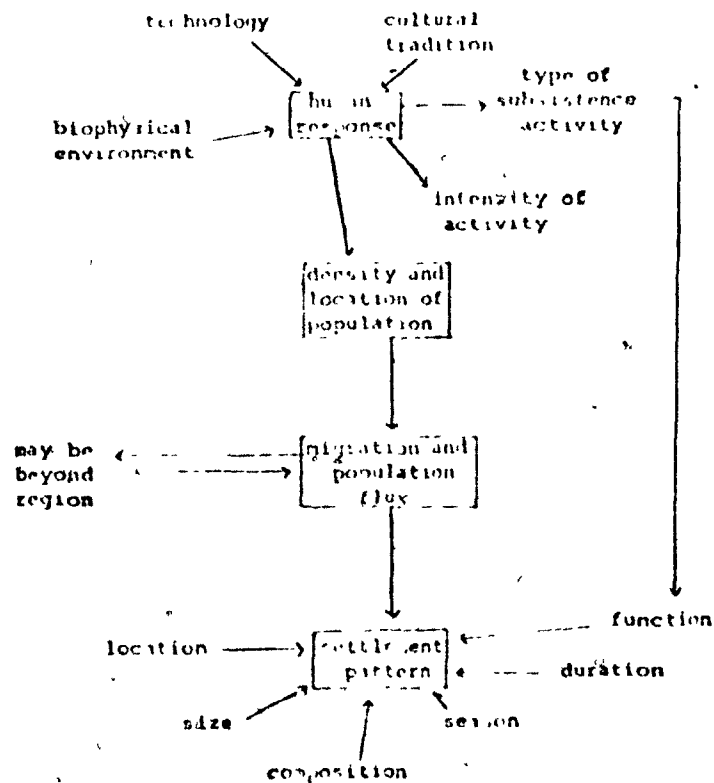 technology
cultural
tradition
human
response
type of
subsistence
activity
biophysical
environment
intensity of
activity
density and
location of
population
may be
beyond
region
migration and
population
flux
location
settlement
pattern
function
duration
size
season
composition